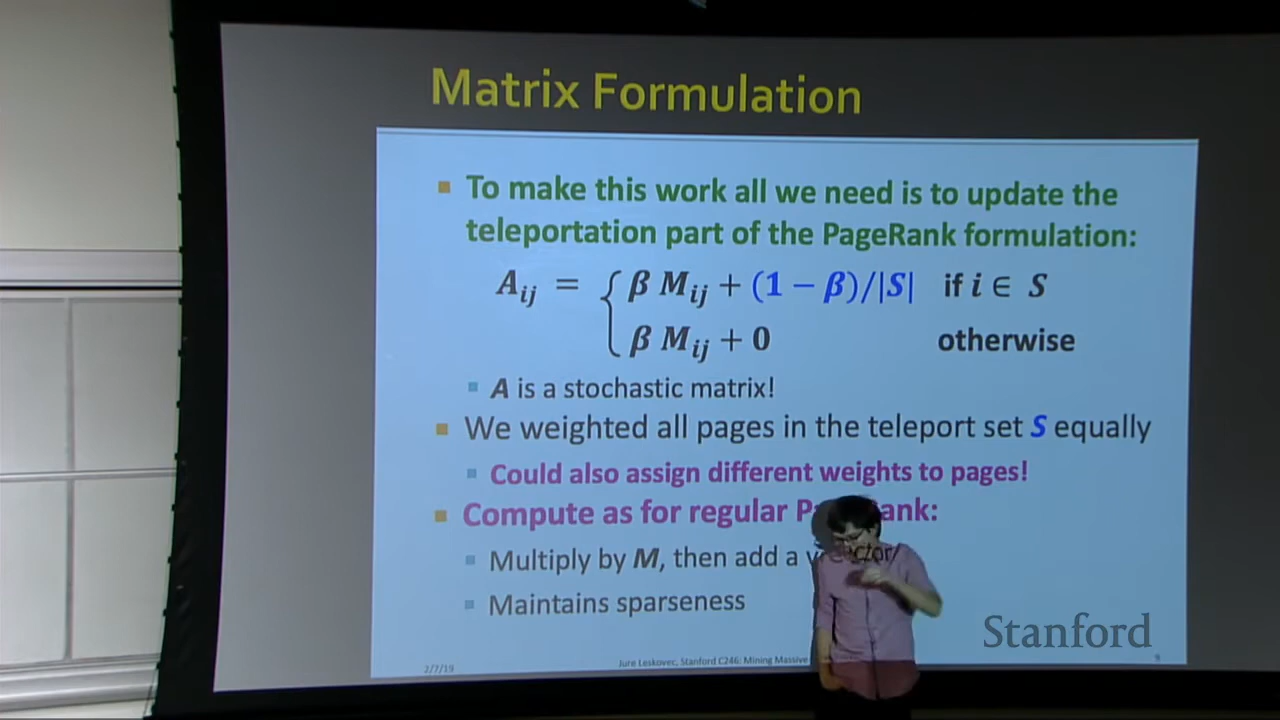 Matrix Formulation
To make this work all we need is to update the
teleportation part of the PageRank formulation:
A_ij = { β M_ij + (1 − β)/|S| if i ∈ S
β M_ij + 0 otherwise
A is a stochastic matrix!
We weighted all pages in the teleport set S equally
Could also assign different weights to pages!
Compute as for regular PageRank:
Multiply by M, then add a vector
Maintains sparseness
Stanford
2/7/19
Jure Leskovec, Stanford C246: Mining Massive
9